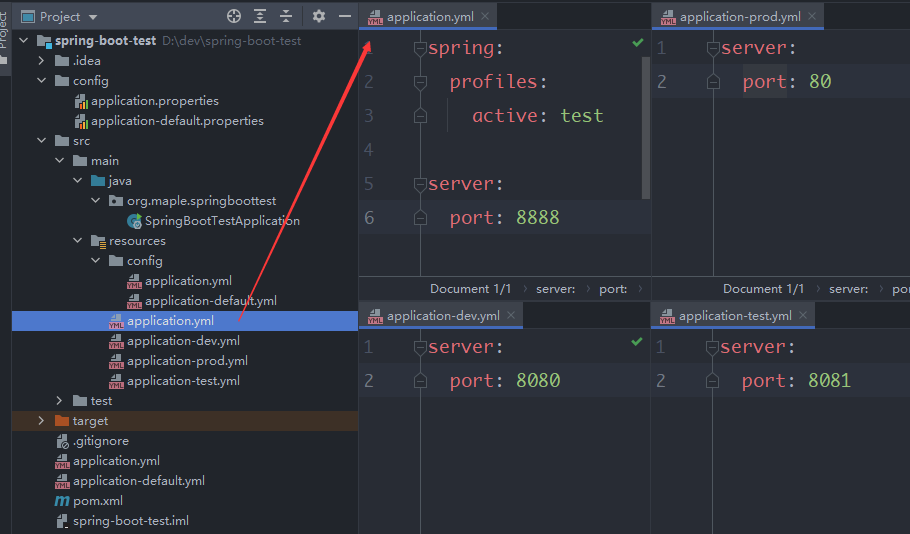 Project
Project
spring-boot-test D:\dev\spring-boot-test
.idea
config
application.properties
application-default.properties
src
main
java
org.maple.springboottest
SpringBootTestApplication
resources
config
application.yml
application-default.yml
application.yml
application-dev.yml
application-prod.yml
application-test.yml
test
target
.gitignore
application.yml
application-default.yml
pom.xml
spring-boot-test.iml
application.yml
1 spring:
2 profiles:
3 active: test
4
5 server:
6 port: 8888
Document 1/1 server: port:
application-prod.yml
server:
2 port: 80
Document 1/1 server: por
application-dev.yml
1 server:
2 port: 8080
application-test.yml
1 server:
2 port: 8081